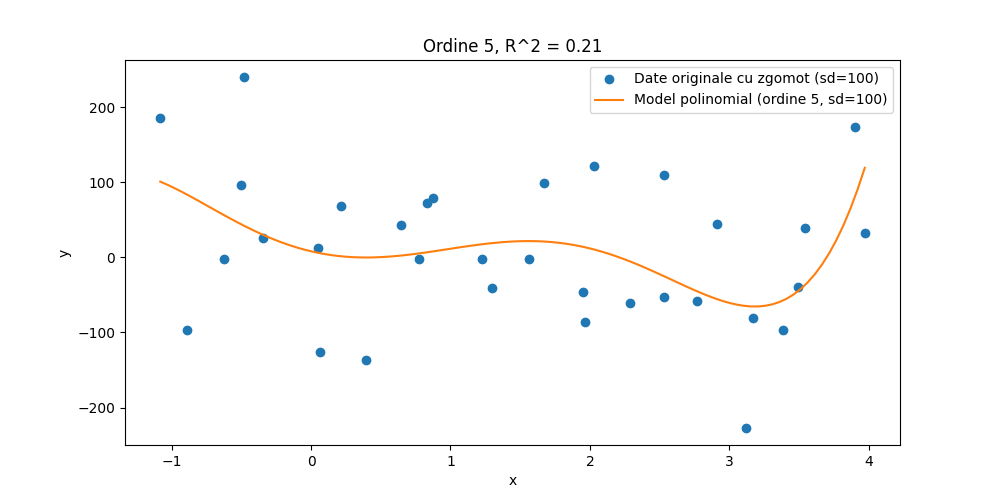 Ordine 5, R^2 = 0.21
Date originale cu zgomot (sd=100)
Model polinomial (ordine 5, sd=100)
y
200
100
0
−100
−200
−1
0
1
2
3
4
x